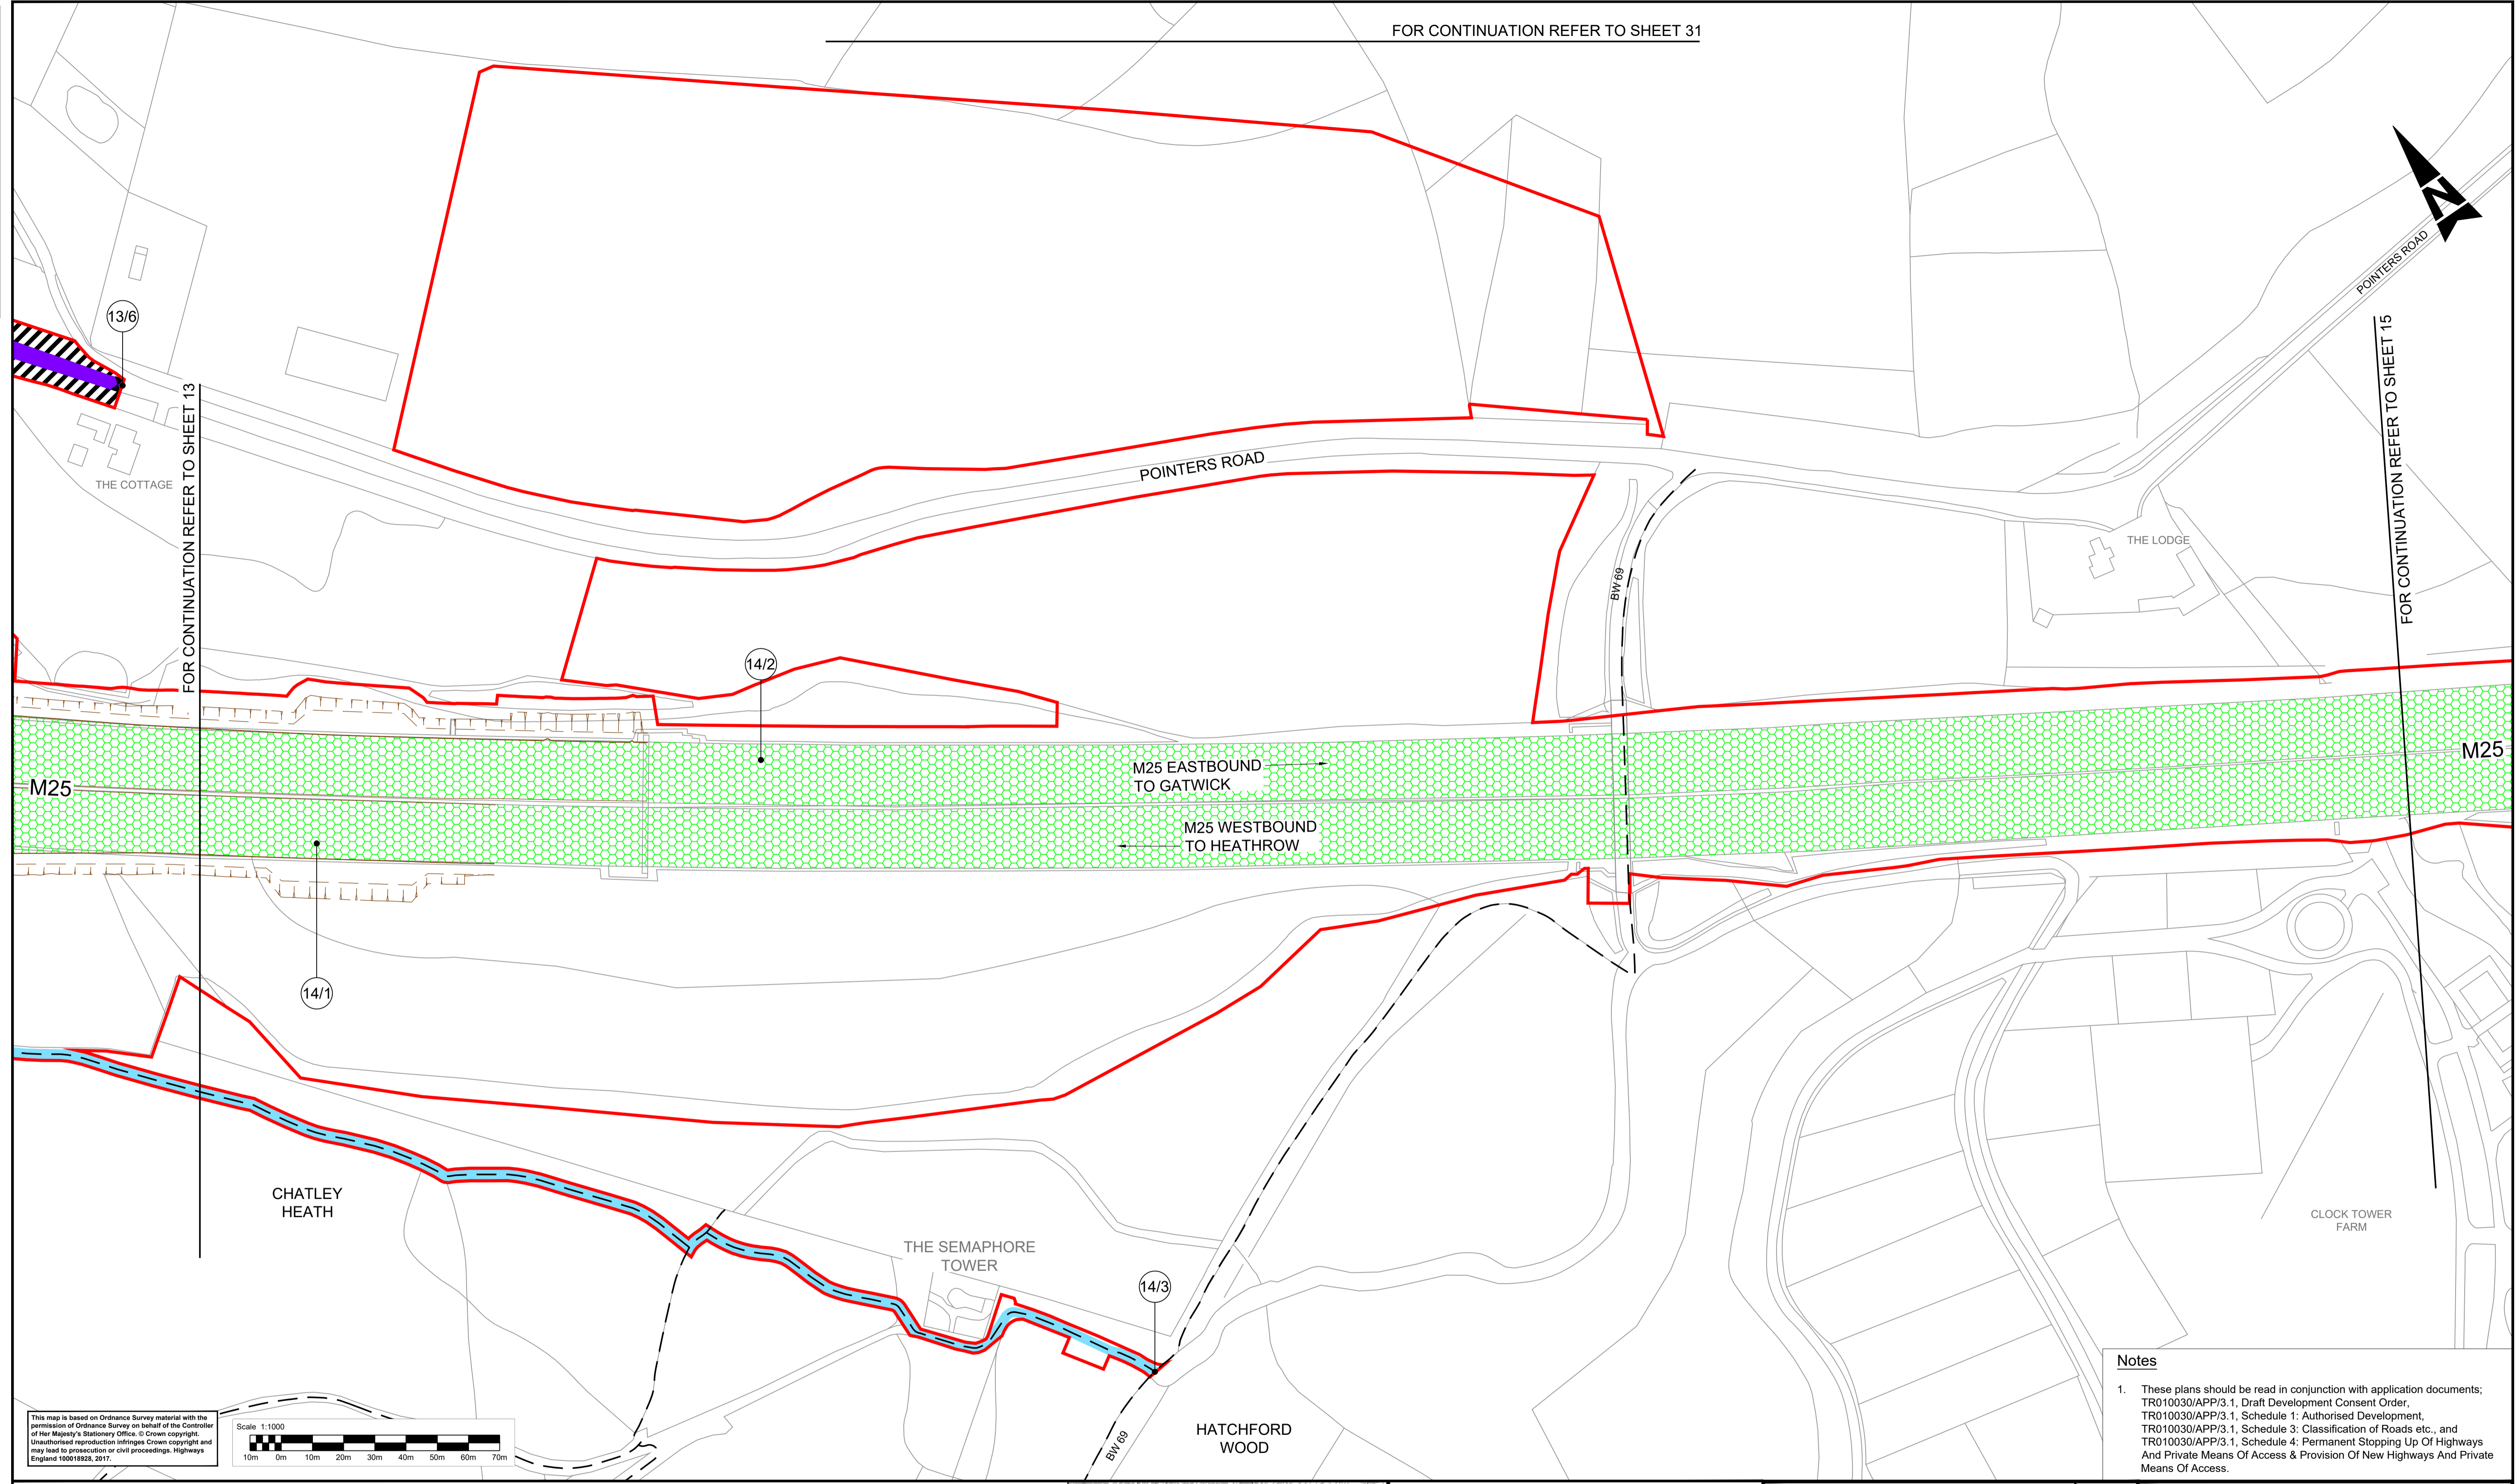 FOR CONTINUATION REFER TO SHEET 31
N
POINTERS ROAD
13/6
FOR CONTINUATION REFER TO SHEET 13
FOR CONTINUATION REFER TO SHEET 15
THE COTTAGE
POINTERS ROAD
THE LODGE
BW 69
14/2
M25
M25 EASTBOUND
TO GATWICK
M25
M25 WESTBOUND
TO HEATHROW
14/1
CHATLEY
HEATH
THE SEMAPHORE
TOWER
14/3
CLOCK TOWER
FARM
BW 69
HATCHFORD
WOOD
This map is based on Ordnance Survey material with the
permission of Ordnance Survey on behalf of the Controller
of Her Majesty's Stationery Office. © Crown copyright.
Unauthorised reproduction infringes Crown copyright and
may lead to prosecution or civil proceedings. Highways
England 100018928, 2017.
Scale 1:1000
10m 0m 10m 20m 30m 40m 50m 60m 70m
Notes
1. These plans should be read in conjunction with application documents;
TR010030/APP/3.1, Draft Development Consent Order,
TR010030/APP/3.1, Schedule 1: Authorised Development,
TR010030/APP/3.1, Schedule 3: Classification of Roads etc., and
TR010030/APP/3.1, Schedule 4: Permanent Stopping Up Of Highways
And Private Means Of Access & Provision Of New Highways And Private
Means Of Access.